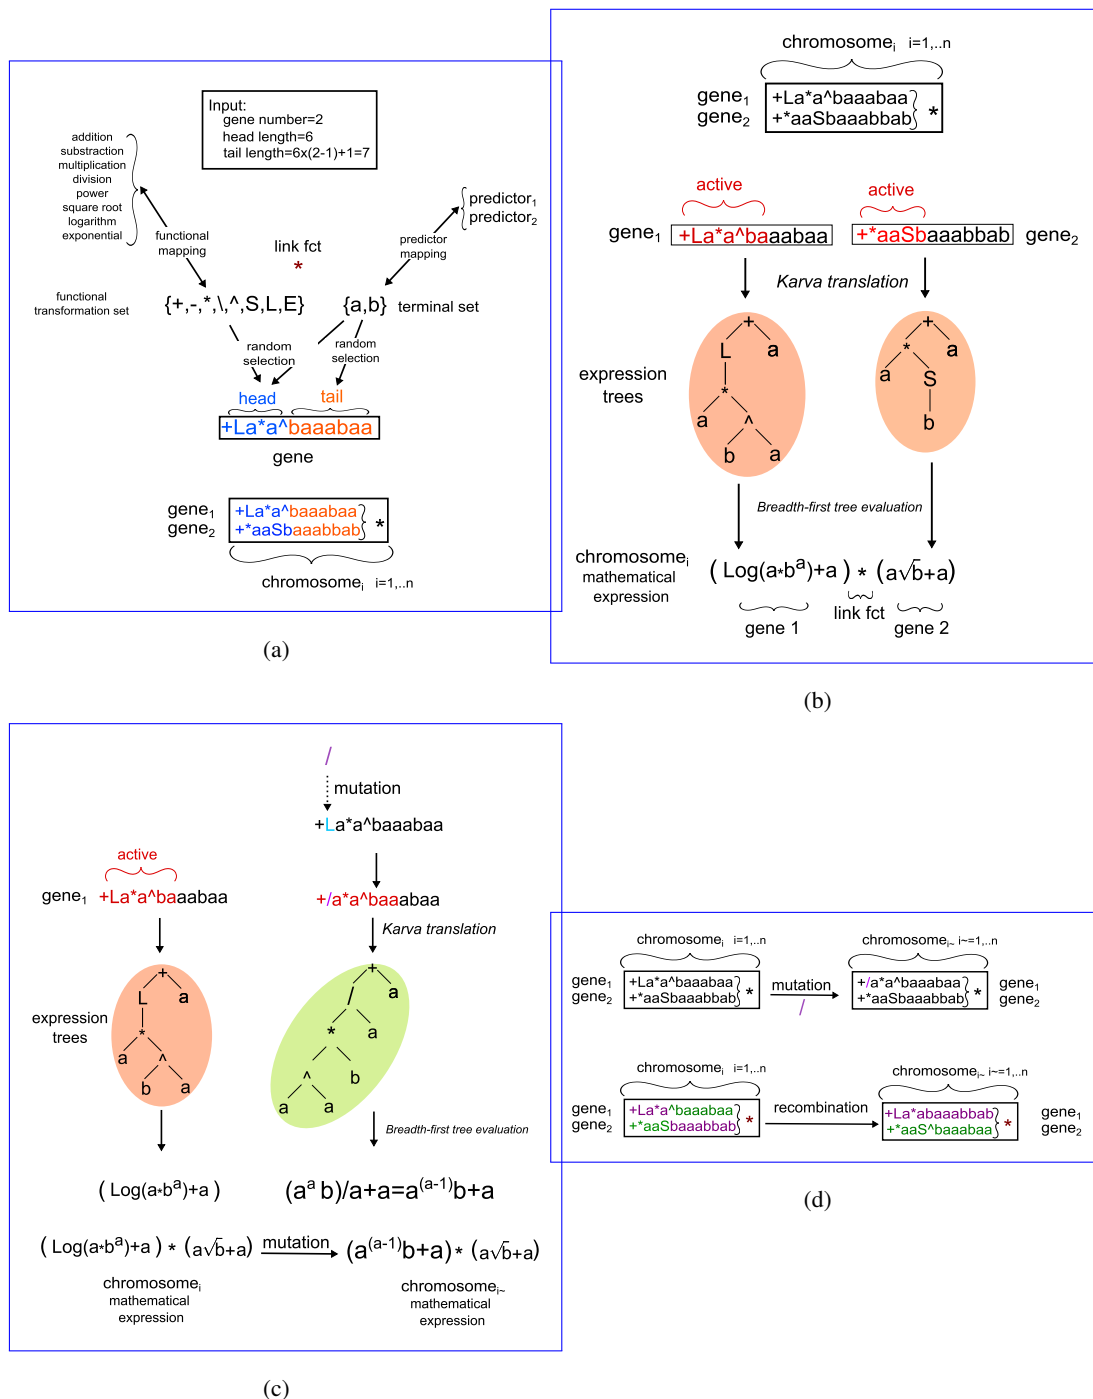 Input:
gene number=2
head length=6
tail length=6x(2-1)+1=7
addition
substraction
multiplication
division
power
square root
logarithm
exponential
functional
mapping
link fct
*
predictor
mapping
predictor₁
predictor₂
functional
transformation set
{+,-,*,\,^,S,L,E}
{a,b}
terminal set
random
selection
random
selection
head
tail
+La*a^baaabaa
gene
gene₁
gene₂
+La*a^baaabaa
+*aaSbaaabbab
*
chromosomeᵢ i=1,..n
(a)
chromosomeᵢ i=1,..n
gene₁
gene₂
+La*a^baaabaa
+*aaSbaaabbab
*
active
active
gene₁
+La*a^baaabaa
+*aaSbaaabbab
gene₂
Karva translation
expression
trees
+
L
a
*
a
^
b
a
+
*
a
a
S
b
Breadth-first tree evaluation
chromosomeᵢ
mathematical
expression
(Log(a*bᵃ)+a) * (a√b+a)
gene 1
link fct
gene 2
(b)
/
mutation
+La*a^baaabaa
active
gene₁
+La*a^baaabaa
+/a*a^baaabaa
Karva translation
expression
trees
+
L
a
*
a
^
b
a
+
/
a
*
a
^
b
a
a
Breadth-first tree evaluation
(Log(a*bᵃ)+a)
(aᵃ b)/a+a=a⁽ᵃ⁻¹⁾b+a
(Log(a*bᵃ)+a) * (a√b+a)
mutation
(a⁽ᵃ⁻¹⁾b+a) * (a√b+a)
chromosomeᵢ
mathematical
expression
chromosomeᵢ~
mathematical
expression
(c)
chromosomeᵢ i=1,..n
gene₁
gene₂
+La*a^baaabaa
+*aaSbaaabbab
*
mutation
/
chromosomeᵢ~ i~=1,..n
+/a*a^baaabaa
+*aaSbaaabbab
*
gene₁
gene₂
chromosomeᵢ i=1,..n
gene₁
gene₂
+La*a^baaabaa
+*aaSbaaabbab
*
recombination
chromosomeᵢ~ i~=1,..n
+La*abaaabbab
+*aaS^baaabaa
*
gene₁
gene₂
(d)